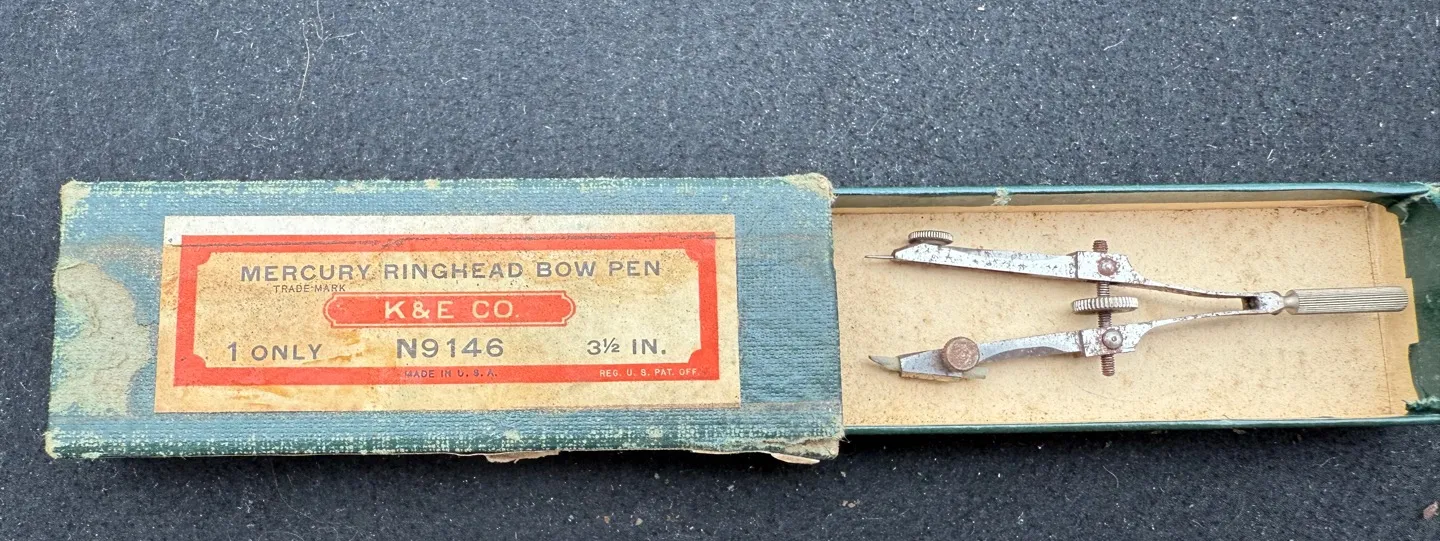 MERCURY RINGHEAD BOW PEN
TRADE MARK
K&E CO.
1 ONLY N9146 3½ IN.
MADE IN U. S. A. REG. U. S. PAT. OFF.